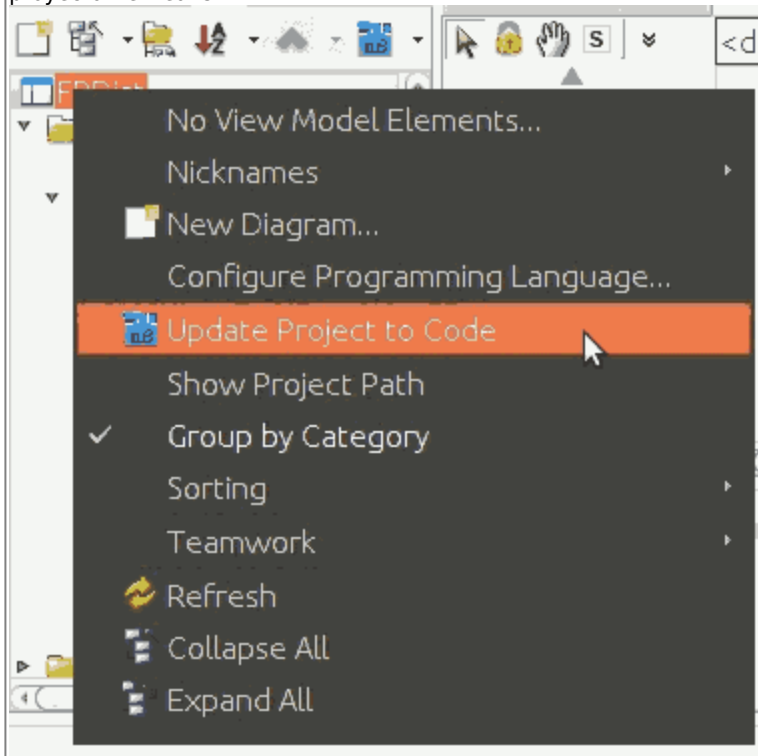 S
<d
No View Model Elements...
Nicknames
New Diagram...
Configure Programming Language...
Update Project to Code
Show Project Path
Group by Category
Sorting
Teamwork
Refresh
Collapse All
Expand All